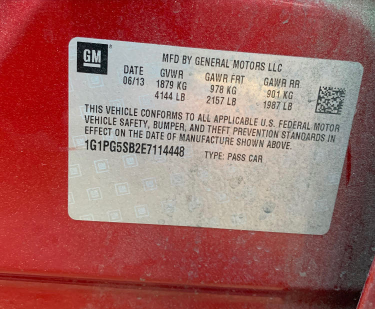 GM
MFD BY GENERAL MOTORS LLC
DATE GVWR GAWR FRT GAWR RR
06/13 1879 KG 978 KG 901 KG
4144 LB 2157 LB 1987 LB
THIS VEHICLE CONFORMS TO ALL APPLICABLE U.S. FEDERAL MOTOR
VEHICLE SAFETY, BUMPER, AND THEFT PREVENTION STANDARDS IN
EFFECT ON THE DATE OF MANUFACTURE SHOWN ABOVE.
1G1PG5SB2E7114448 TYPE: PASS CAR